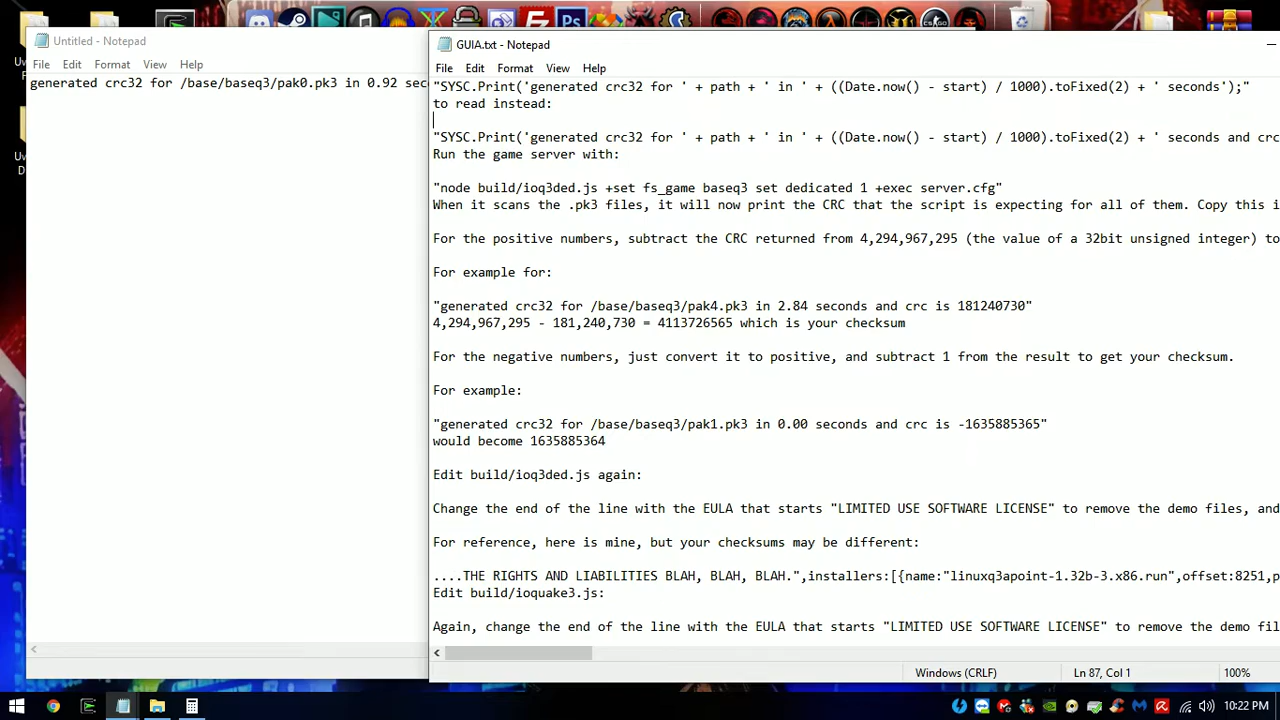 Untitled - Notepad
File Edit Format View Help
generated crc32 for /base/baseq3/pak0.pk3 in 0.92 sec
GUIA.txt - Notepad
File Edit Format View Help
"SYSC.Print('generated crc32 for ' + path + ' in ' + ((Date.now() - start) / 1000).toFixed(2) + ' seconds');"
to read instead:
"SYSC.Print('generated crc32 for ' + path + ' in ' + ((Date.now() - start) / 1000).toFixed(2) + ' seconds and crc
Run the game server with:
"node build/ioq3ded.js +set fs_game baseq3 set dedicated 1 +exec server.cfg"
When it scans the .pk3 files, it will now print the CRC that the script is expecting for all of them. Copy this i
For the positive numbers, subtract the CRC returned from 4,294,967,295 (the value of a 32bit unsigned integer) to
For example for:
"generated crc32 for /base/baseq3/pak4.pk3 in 2.84 seconds and crc is 181240730"
4,294,967,295 - 181,240,730 = 4113726565 which is your checksum
For the negative numbers, just convert it to positive, and subtract 1 from the result to get your checksum.
For example:
"generated crc32 for /base/baseq3/pak1.pk3 in 0.00 seconds and crc is -1635885365"
would become 1635885364
Edit build/ioq3ded.js again:
Change the end of the line with the EULA that starts "LIMITED USE SOFTWARE LICENSE" to remove the demo files, and
For reference, here is mine, but your checksums may be different:
....THE RIGHTS AND LIABILITIES BLAH, BLAH, BLAH.",installers:[{name:"linuxq3apoint-1.32b-3.x86.run",offset:8251,p
Edit build/ioquake3.js:
Again, change the end of the line with the EULA that starts "LIMITED USE SOFTWARE LICENSE" to remove the demo fil
Windows (CRLF) Ln 87, Col 1 100%
10:22 PM